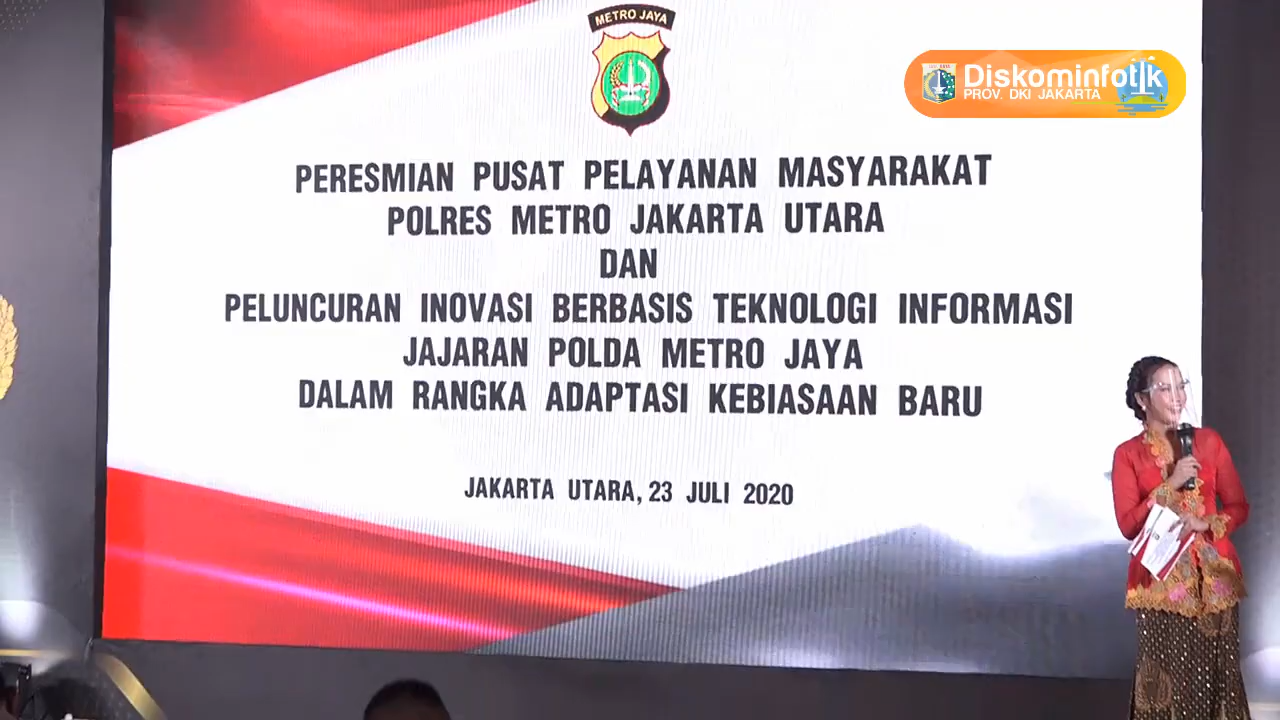 METRO JAYA
Diskominfotik
PROV. DKI JAKARTA
PERESMIAN PUSAT PELAYANAN MASYARAKAT
POLRES METRO JAKARTA UTARA
DAN
PELUNCURAN INOVASI BERBASIS TEKNOLOGI INFORMASI
JAJARAN POLDA METRO JAYA
DALAM RANGKA ADAPTASI KEBIASAAN BARU
JAKARTA UTARA, 23 JULI 2020